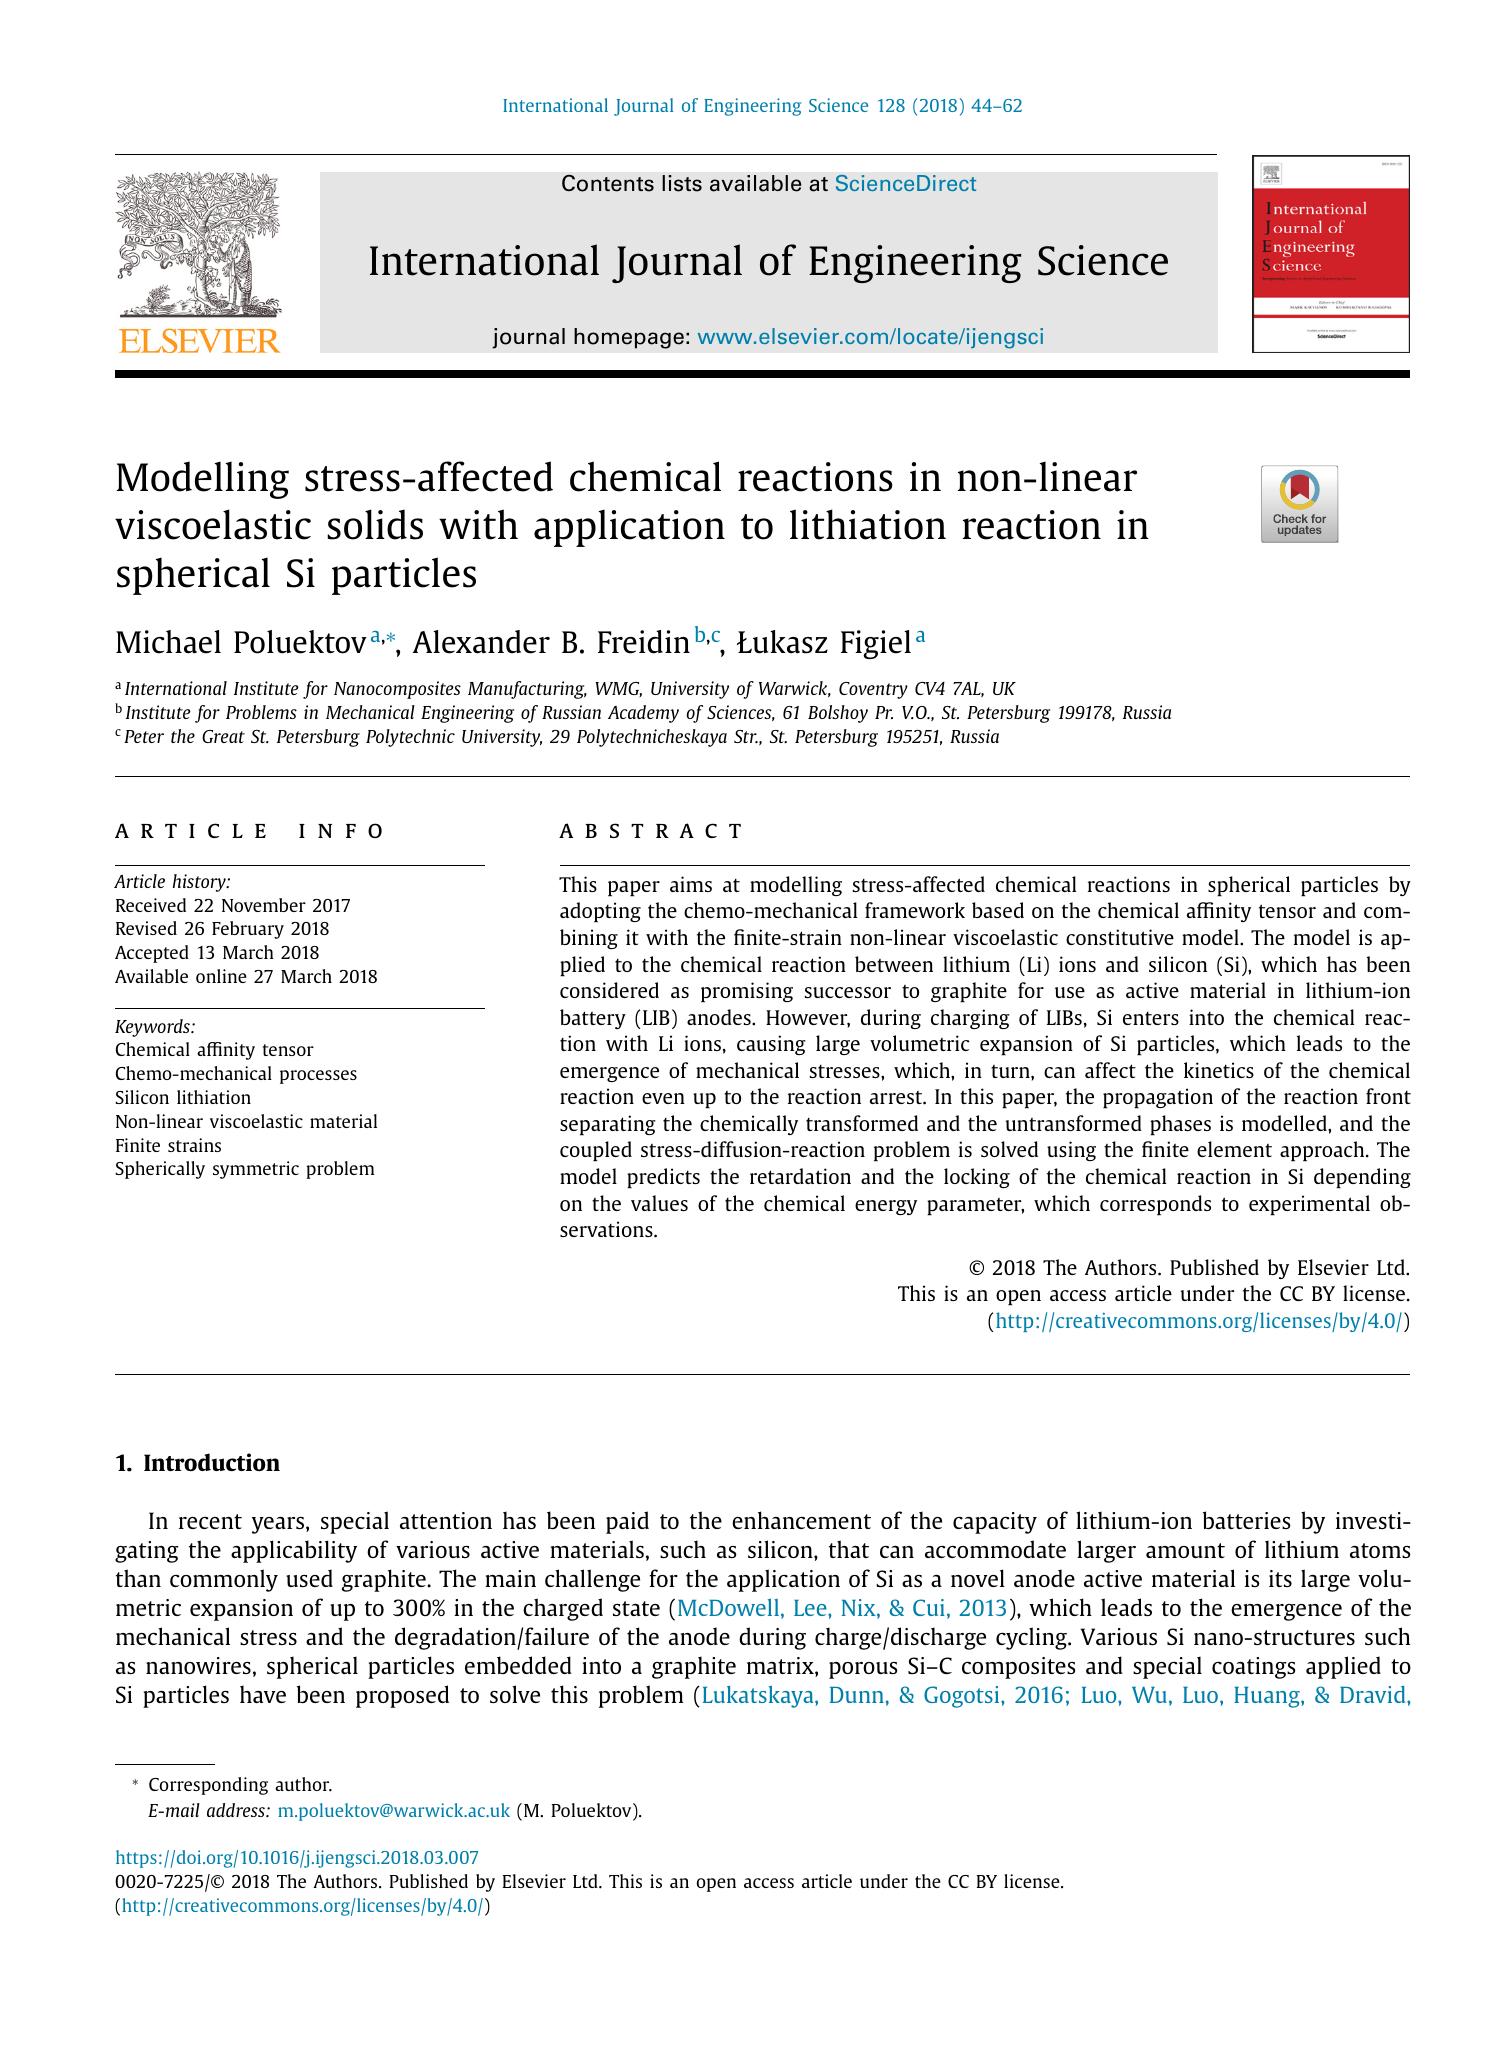 International Journal of Engineering Science 128 (2018) 44–62
Contents lists available at ScienceDirect
International Journal of Engineering Science
journal homepage: www.elsevier.com/locate/ijengsci
NON SOLUS
ELSEVIER
International
Journal of
Engineering
Science
ScienceDirect
Modelling stress-affected chemical reactions in non-linear
viscoelastic solids with application to lithiation reaction in
spherical Si particles
Check for
updates
Michael Poluektov a,*, Alexander B. Freidin b,c, Łukasz Figiel a
a International Institute for Nanocomposites Manufacturing, WMG, University of Warwick, Coventry CV4 7AL, UK
b Institute for Problems in Mechanical Engineering of Russian Academy of Sciences, 61 Bolshoy Pr. V.O., St. Petersburg 199178, Russia
c Peter the Great St. Petersburg Polytechnic University, 29 Polytechnicheskaya Str., St. Petersburg 195251, Russia
ARTICLE INFO
Article history:
Received 22 November 2017
Revised 26 February 2018
Accepted 13 March 2018
Available online 27 March 2018
Keywords:
Chemical affinity tensor
Chemo-mechanical processes
Silicon lithiation
Non-linear viscoelastic material
Finite strains
Spherically symmetric problem
ABSTRACT
This paper aims at modelling stress-affected chemical reactions in spherical particles by
adopting the chemo-mechanical framework based on the chemical affinity tensor and com-
bining it with the finite-strain non-linear viscoelastic constitutive model. The model is ap-
plied to the chemical reaction between lithium (Li) ions and silicon (Si), which has been
considered as promising successor to graphite for use as active material in lithium-ion
battery (LIB) anodes. However, during charging of LIBs, Si enters into the chemical reac-
tion with Li ions, causing large volumetric expansion of Si particles, which leads to the
emergence of mechanical stresses, which, in turn, can affect the kinetics of the chemical
reaction even up to the reaction arrest. In this paper, the propagation of the reaction front
separating the chemically transformed and the untransformed phases is modelled, and the
coupled stress-diffusion-reaction problem is solved using the finite element approach. The
model predicts the retardation and the locking of the chemical reaction in Si depending
on the values of the chemical energy parameter, which corresponds to experimental ob-
servations.
© 2018 The Authors. Published by Elsevier Ltd.
This is an open access article under the CC BY license.
(http://creativecommons.org/licenses/by/4.0/)
1. Introduction
In recent years, special attention has been paid to the enhancement of the capacity of lithium-ion batteries by investi-
gating the applicability of various active materials, such as silicon, that can accommodate larger amount of lithium atoms
than commonly used graphite. The main challenge for the application of Si as a novel anode active material is its large volu-
metric expansion of up to 300% in the charged state (McDowell, Lee, Nix, & Cui, 2013), which leads to the emergence of the
mechanical stress and the degradation/failure of the anode during charge/discharge cycling. Various Si nano-structures such
as nanowires, spherical particles embedded into a graphite matrix, porous Si–C composites and special coatings applied to
Si particles have been proposed to solve this problem (Lukatskaya, Dunn, & Gogotsi, 2016; Luo, Wu, Luo, Huang, & Dravid,
* Corresponding author.
E-mail address: m.poluektov@warwick.ac.uk (M. Poluektov).
https://doi.org/10.1016/j.ijengsci.2018.03.007
0020-7225/© 2018 The Authors. Published by Elsevier Ltd. This is an open access article under the CC BY license.
(http://creativecommons.org/licenses/by/4.0/)